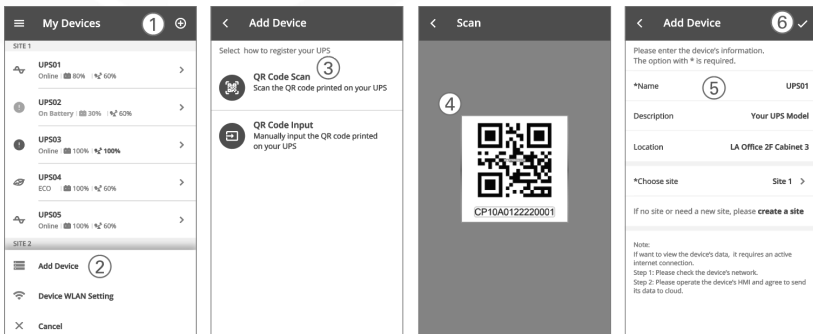 My Devices
1
SITE 1
UPS01
Online | 80% | 60%
UPS02
On Battery | 30% | 60%
UPS03
Online | 100% | 100%
UPS04
ECO | 100% | 60%
UPS05
Online | 100% | 60%
SITE 2
Add Device
2
Device WLAN Setting
Cancel
Add Device
Select how to register your UPS
3
QR Code Scan
Scan the QR code printed on your UPS
QR Code Input
Manually input the QR code printed
on your UPS
Scan
4
CP10A0122220001
Add Device
6
Please enter the device's information.
The option with * is required.
*Name
5
UPS01
Description
Your UPS Model
Location
LA Office 2F Cabinet 3
*Choose site
Site 1
If no site or need a new site, please create a site
Note:
If want to view the device's data, it requires an active
internet connection.
Step 1: Please check the device's network.
Step 2: Please operate the device's HMI and agree to send
its data to cloud.